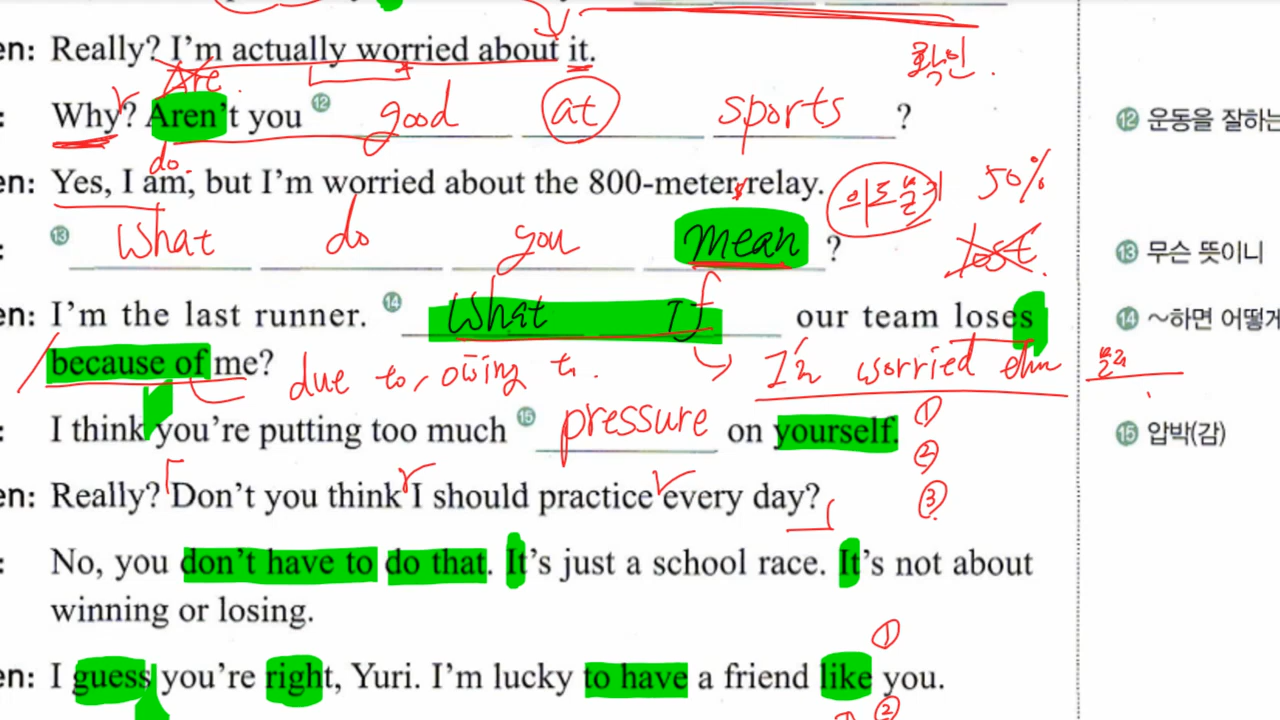 en: Really? I'm actually worried about it.
확인.
Are
: Why? Aren't you ⑫ good at sports ?
⑫ 운동을 잘하는
do.
en: Yes, I am, but I'm worried about the 800-meter relay.
50%
: ⑬ What do you mean ?
lost.
⑬ 무슨 뜻이니
en: I'm the last runner. ⑭ What If our team loses
⑭ ~하면 어떻게
because of me? due to, owing to. → I'm worried
: I think you're putting too much ⑮ pressure on yourself. ①
⑮ 압박(감)
②
en: Really? Don't you think I should practice every day? ③
: No, you don't have to do that. It's just a school race. It's not about
winning or losing.
①
en: I guess you're right, Yuri. I'm lucky to have a friend like you.
②